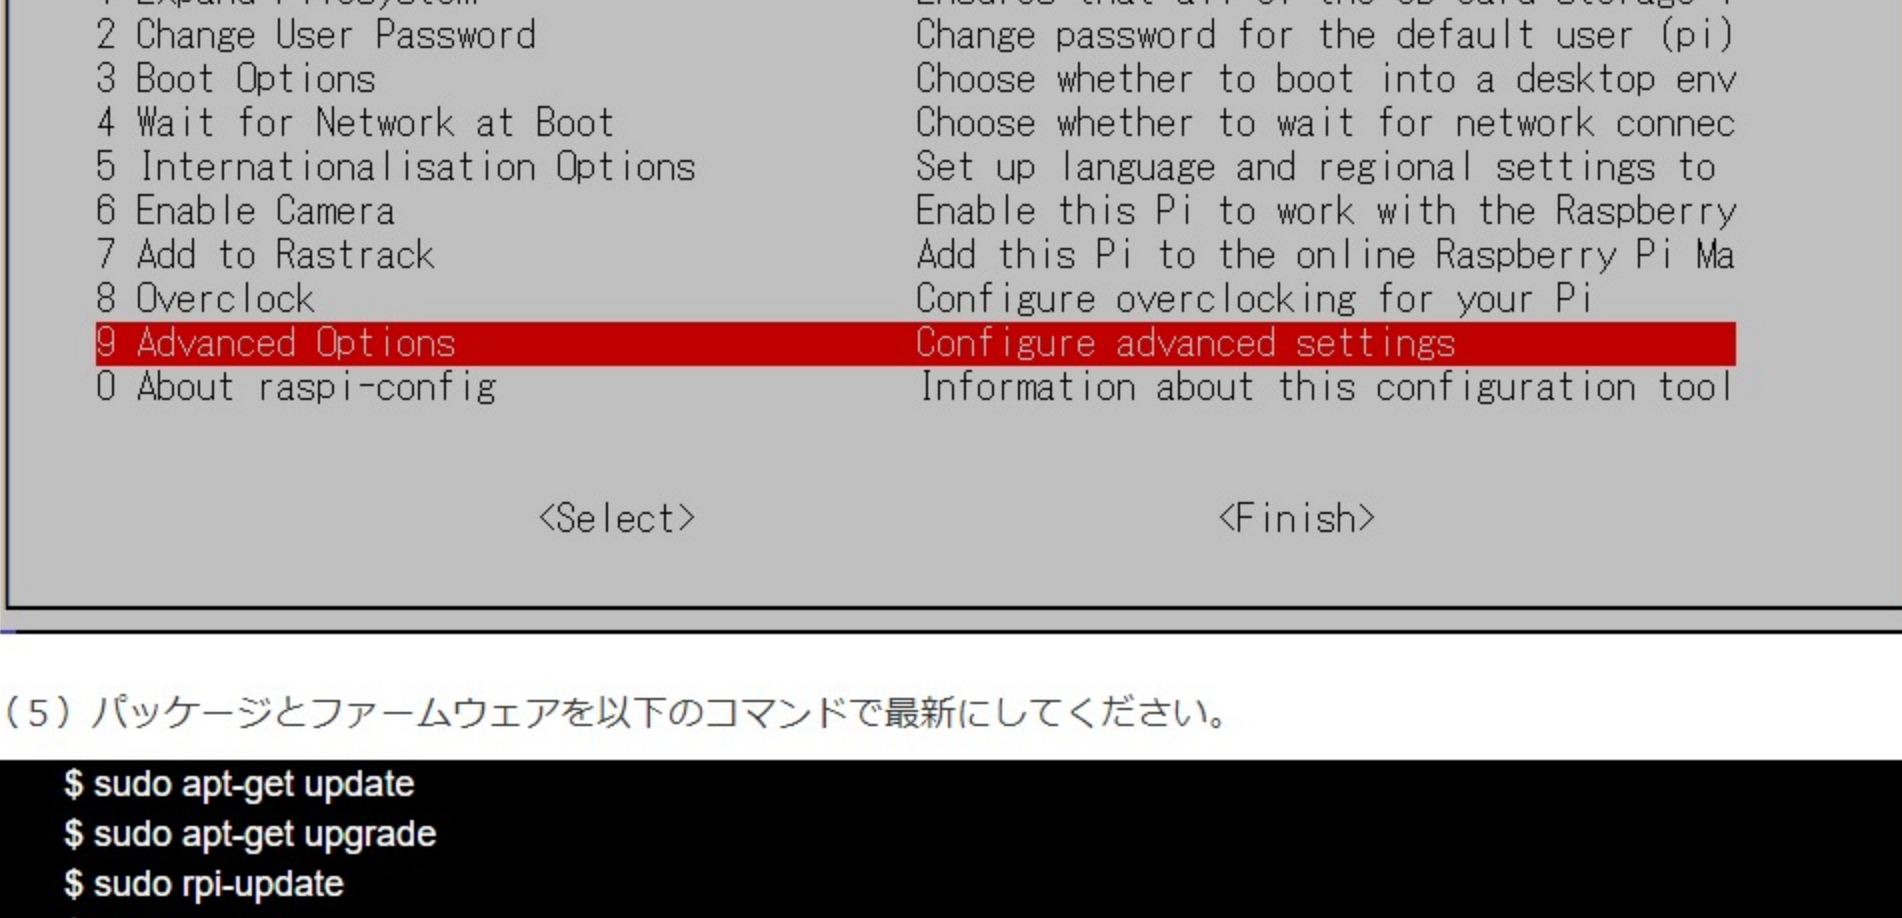 2 Change User Password Change password for the default user (pi)
3 Boot Options Choose whether to boot into a desktop env
4 Wait for Network at Boot Choose whether to wait for network connec
5 Internationalisation Options Set up language and regional settings to
6 Enable Camera Enable this Pi to work with the Raspberry
7 Add to Rastrack Add this Pi to the online Raspberry Pi Ma
8 Overclock Configure overclocking for your Pi
9 Advanced Options Configure advanced settings
0 About raspi-config Information about this configuration tool
<Select> <Finish>
（5）パッケージとファームウェアを以下のコマンドで最新にしてください。
$ sudo apt-get update
$ sudo apt-get upgrade
$ sudo rpi-update